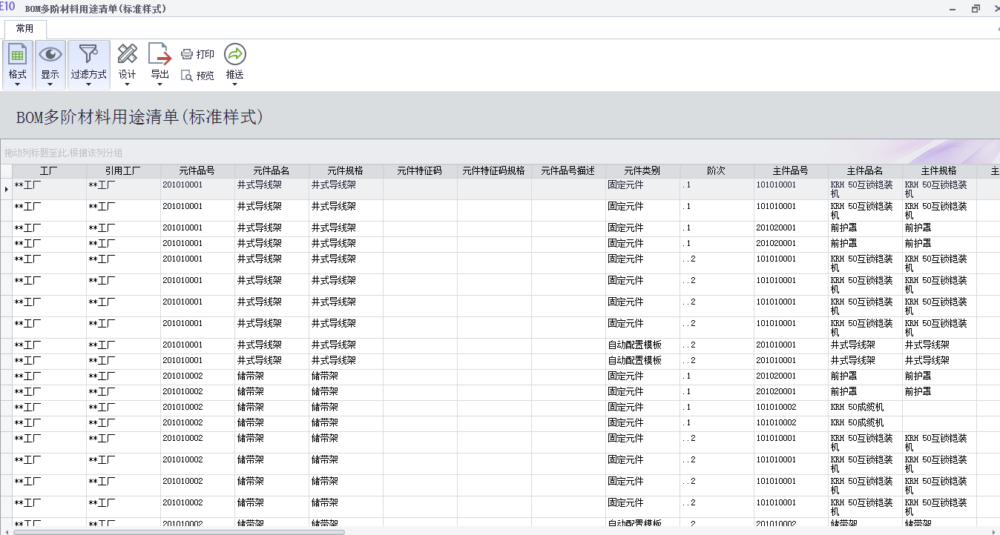 E10 BOM多阶材料用途清单(标准样式)
常用
格式 显示 过滤方式 设计 导出 打印 预览 推送
BOM多阶材料用途清单(标准样式)
拖动列标题至此,根据该列分组
工厂 引用工厂 元件品号 元件品名 元件规格 元件特征码 元件特征码规格 元件品号描述 元件类别 阶次 主件品号 主件品名 主件规格 主
**工厂 **工厂 201010001 井式导线架 井式导线架 固定元件 .1 101010001 KRH 50互锁铠装 KRH 50互锁铠装
机 机
**工厂 **工厂 201010001 井式导线架 井式导线架 固定元件 .1 101010001 KRH 50互锁铠装 KRH 50互锁铠装
机 机
**工厂 **工厂 201010001 井式导线架 井式导线架 固定元件 .1 201020001 前护罩 前护罩
**工厂 **工厂 201010001 井式导线架 井式导线架 固定元件 .1 201020001 前护罩 前护罩
**工厂 **工厂 201010001 井式导线架 井式导线架 固定元件 ..2 101010001 KRH 50互锁铠装 KRH 50互锁铠装
机 机
**工厂 **工厂 201010001 井式导线架 井式导线架 固定元件 ..2 101010001 KRH 50互锁铠装 KRH 50互锁铠装
机 机
**工厂 **工厂 201010001 井式导线架 井式导线架 固定元件 ..2 101010001 KRH 50互锁铠装 KRH 50互锁铠装
机 机
**工厂 **工厂 201010001 井式导线架 井式导线架 固定元件 ..2 101010001 KRH 50互锁铠装 KRH 50互锁铠装
机 机
**工厂 **工厂 201010001 井式导线架 井式导线架 自动配置模板 ..2 201010001 井式导线架 井式导线架
**工厂 **工厂 201010001 井式导线架 井式导线架 自动配置模板 ..2 201010001 井式导线架 井式导线架
**工厂 **工厂 201010002 储带架 储带架 固定元件 .1 201020001 前护罩 前护罩
**工厂 **工厂 201010002 储带架 储带架 固定元件 .1 201020001 前护罩 前护罩
**工厂 **工厂 201010002 储带架 储带架 固定元件 .1 101010002 KRH 50成缆机
**工厂 **工厂 201010002 储带架 储带架 固定元件 .1 101010002 KRH 50成缆机
**工厂 **工厂 201010002 储带架 储带架 固定元件 ..2 101010001 KRH 50互锁铠装 KRH 50互锁铠装
机 机
**工厂 **工厂 201010002 储带架 储带架 固定元件 ..2 101010001 KRH 50互锁铠装 KRH 50互锁铠装
机 机
**工厂 **工厂 201010002 储带架 储带架 固定元件 ..2 101010001 KRH 50互锁铠装 KRH 50互锁铠装
机 机
**工厂 **工厂 201010002 储带架 储带架 固定元件 ..2 101010001 KRH 50互锁铠装 KRH 50互锁铠装
机 机
**工厂 **工厂 201010002 储带架 储带架 自动配置模板 ..2 201010002 储带架 储带架